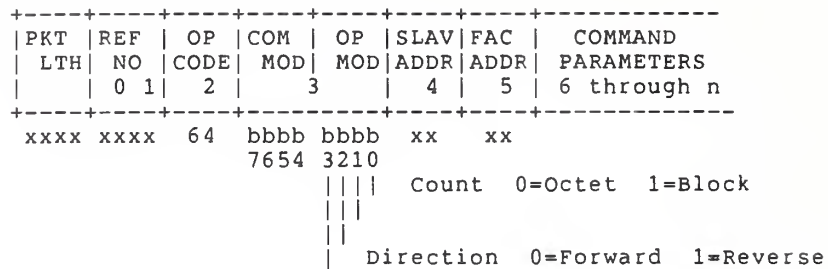 +-----+-----+-----+-----------+----+----+--------------
|PKT |REF | OP |COM | OP |SLAV|FAC | COMMAND
| LTH| NO |CODE| MOD| MOD|ADDR|ADDR| PARAMETERS
| | 0 1| 2 | 3 | 4 | 5 | 6 through n
+-----+-----+-----+-----------+----+----+--------------
xxxx xxxx 64 bbbb bbbb xx xx
7654 3210
|||| Count 0=Octet 1=Block
|||
||
| Direction 0=Forward 1=Reverse